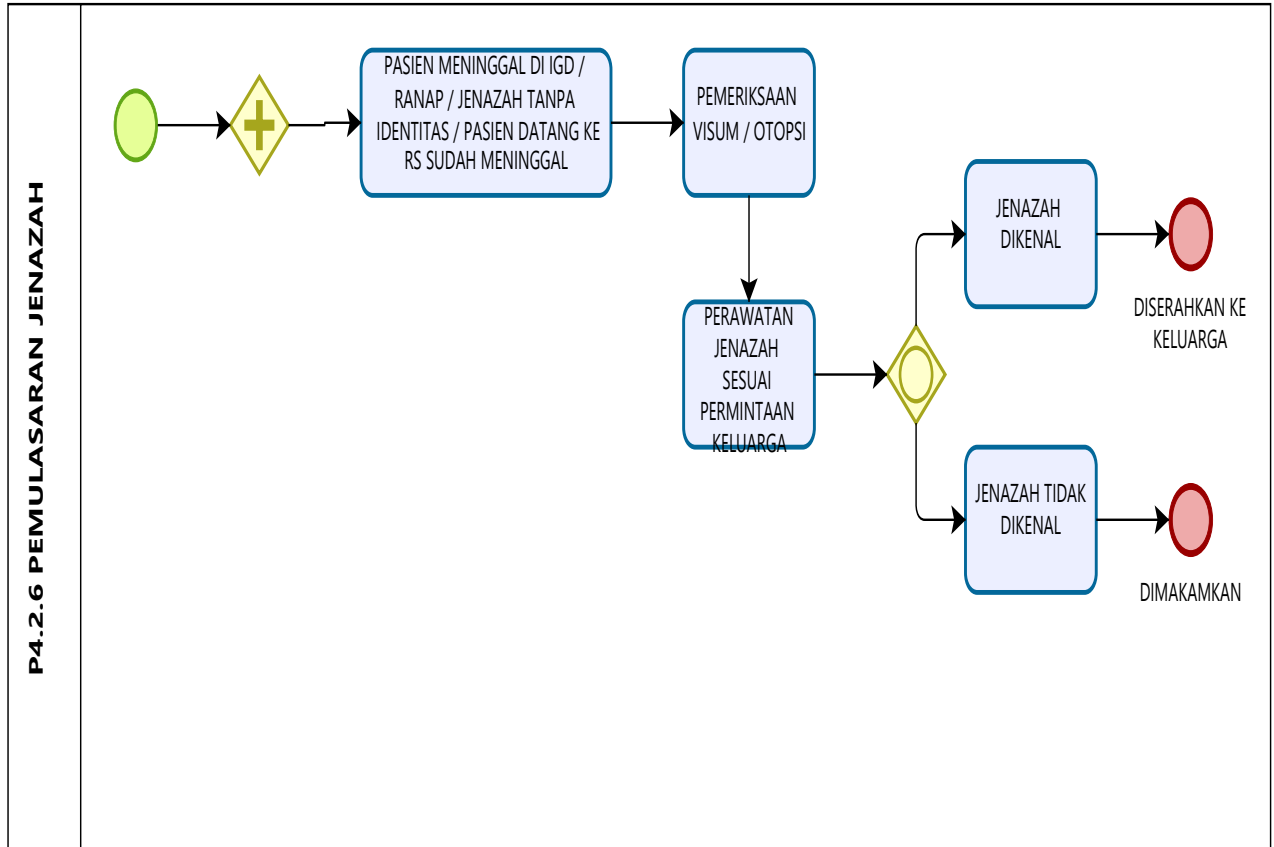 P4.2.6 PEMULASARAN JENAZAH
PASIEN MENINGGAL DI IGD /
RANAP / JENAZAH TANPA
IDENTITAS / PASIEN DATANG KE
RS SUDAH MENINGGAL
PEMERIKSAAN
VISUM / OTOPSI
PERAWATAN
JENAZAH
SESUAI
PERMINTAAN
KELUARGA
JENAZAH
DIKENAL
DISERAHKAN KE
KELUARGA
JENAZAH TIDAK
DIKENAL
DIMAKAMKAN